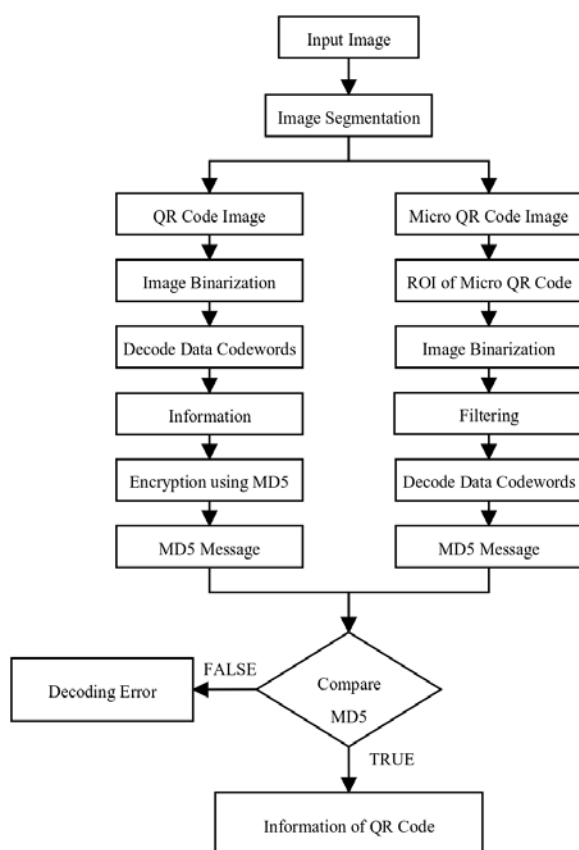 Input Image
Image Segmentation
QR Code Image
Micro QR Code Image
Image Binarization
ROI of Micro QR Code
Decode Data Codewords
Image Binarization
Information
Filtering
Encryption using MD5
Decode Data Codewords
MD5 Message
MD5 Message
FALSE
Decoding Error
Compare
MD5
TRUE
Information of QR Code